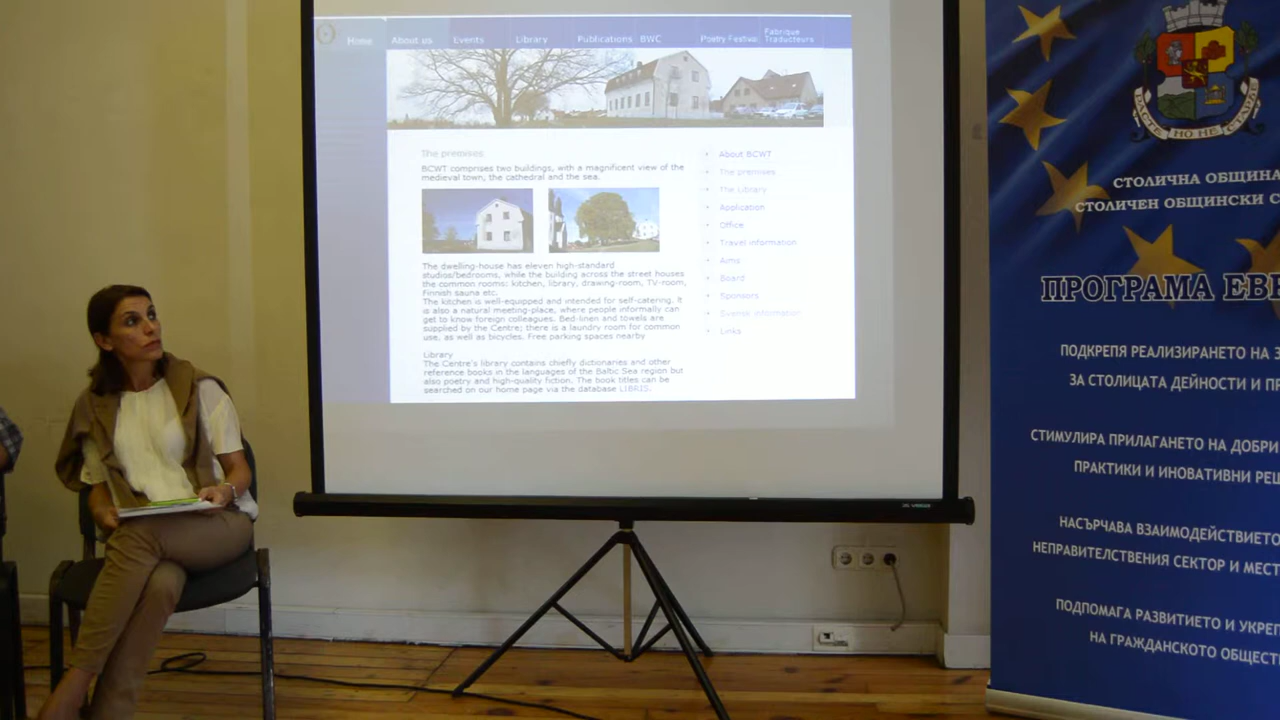 Home About us Events Library Publications BWC Poetry Festival Fabrique
Traducteurs
The premises
BCWT comprises two buildings, with a magnificent view of the
medieval town, the cathedral and the sea.
The dwelling-house has eleven high-standard
studios/bedrooms, while the building across the street houses
the common rooms: kitchen, library, drawing-room, TV-room,
Finnish sauna etc.
The kitchen is well-equipped and intended for self-catering. It
is also a natural meeting-place, where people informally can
get to know foreign colleagues. Bed-linen and towels are
supplied by the Centre; there is a laundry room for common
use, as well as bicycles. Free parking spaces nearby
Library
The Centre's library contains chiefly dictionaries and other
reference books in the languages of the Baltic Sea region but
also poetry and high-quality fiction. The book titles can be
searched on our home page via the database LIBRIS.
About BCWT
The premises
The Library
Application
Office
Travel information
Aims
Board
Sponsors
Svensk information
Links
РАСТЕ НО НЕ СТАРѢЕ
СТОЛИЧНА ОБЩИНА
СТОЛИЧЕН ОБЩИНСКИ С
ПРОГРАМА ЕВР
ПОДКРЕПЯ РЕАЛИЗИРАНЕТО НА З
ЗА СТОЛИЦАТА ДЕЙНОСТИ И ПР
СТИМУЛИРА ПРИЛАГАНЕТО НА ДОБРИ
ПРАКТИКИ И ИНОВАТИВНИ РЕШ
НАСЪРЧАВА ВЗАИМОДЕЙСТВИЕТО
НЕПРАВИТЕЛСТВЕНИЯ СЕКТОР И МЕСТ
ПОДПОМАГА РАЗВИТИЕТО И УКРЕП
НА ГРАЖДАНСКОТО ОБЩЕСТ